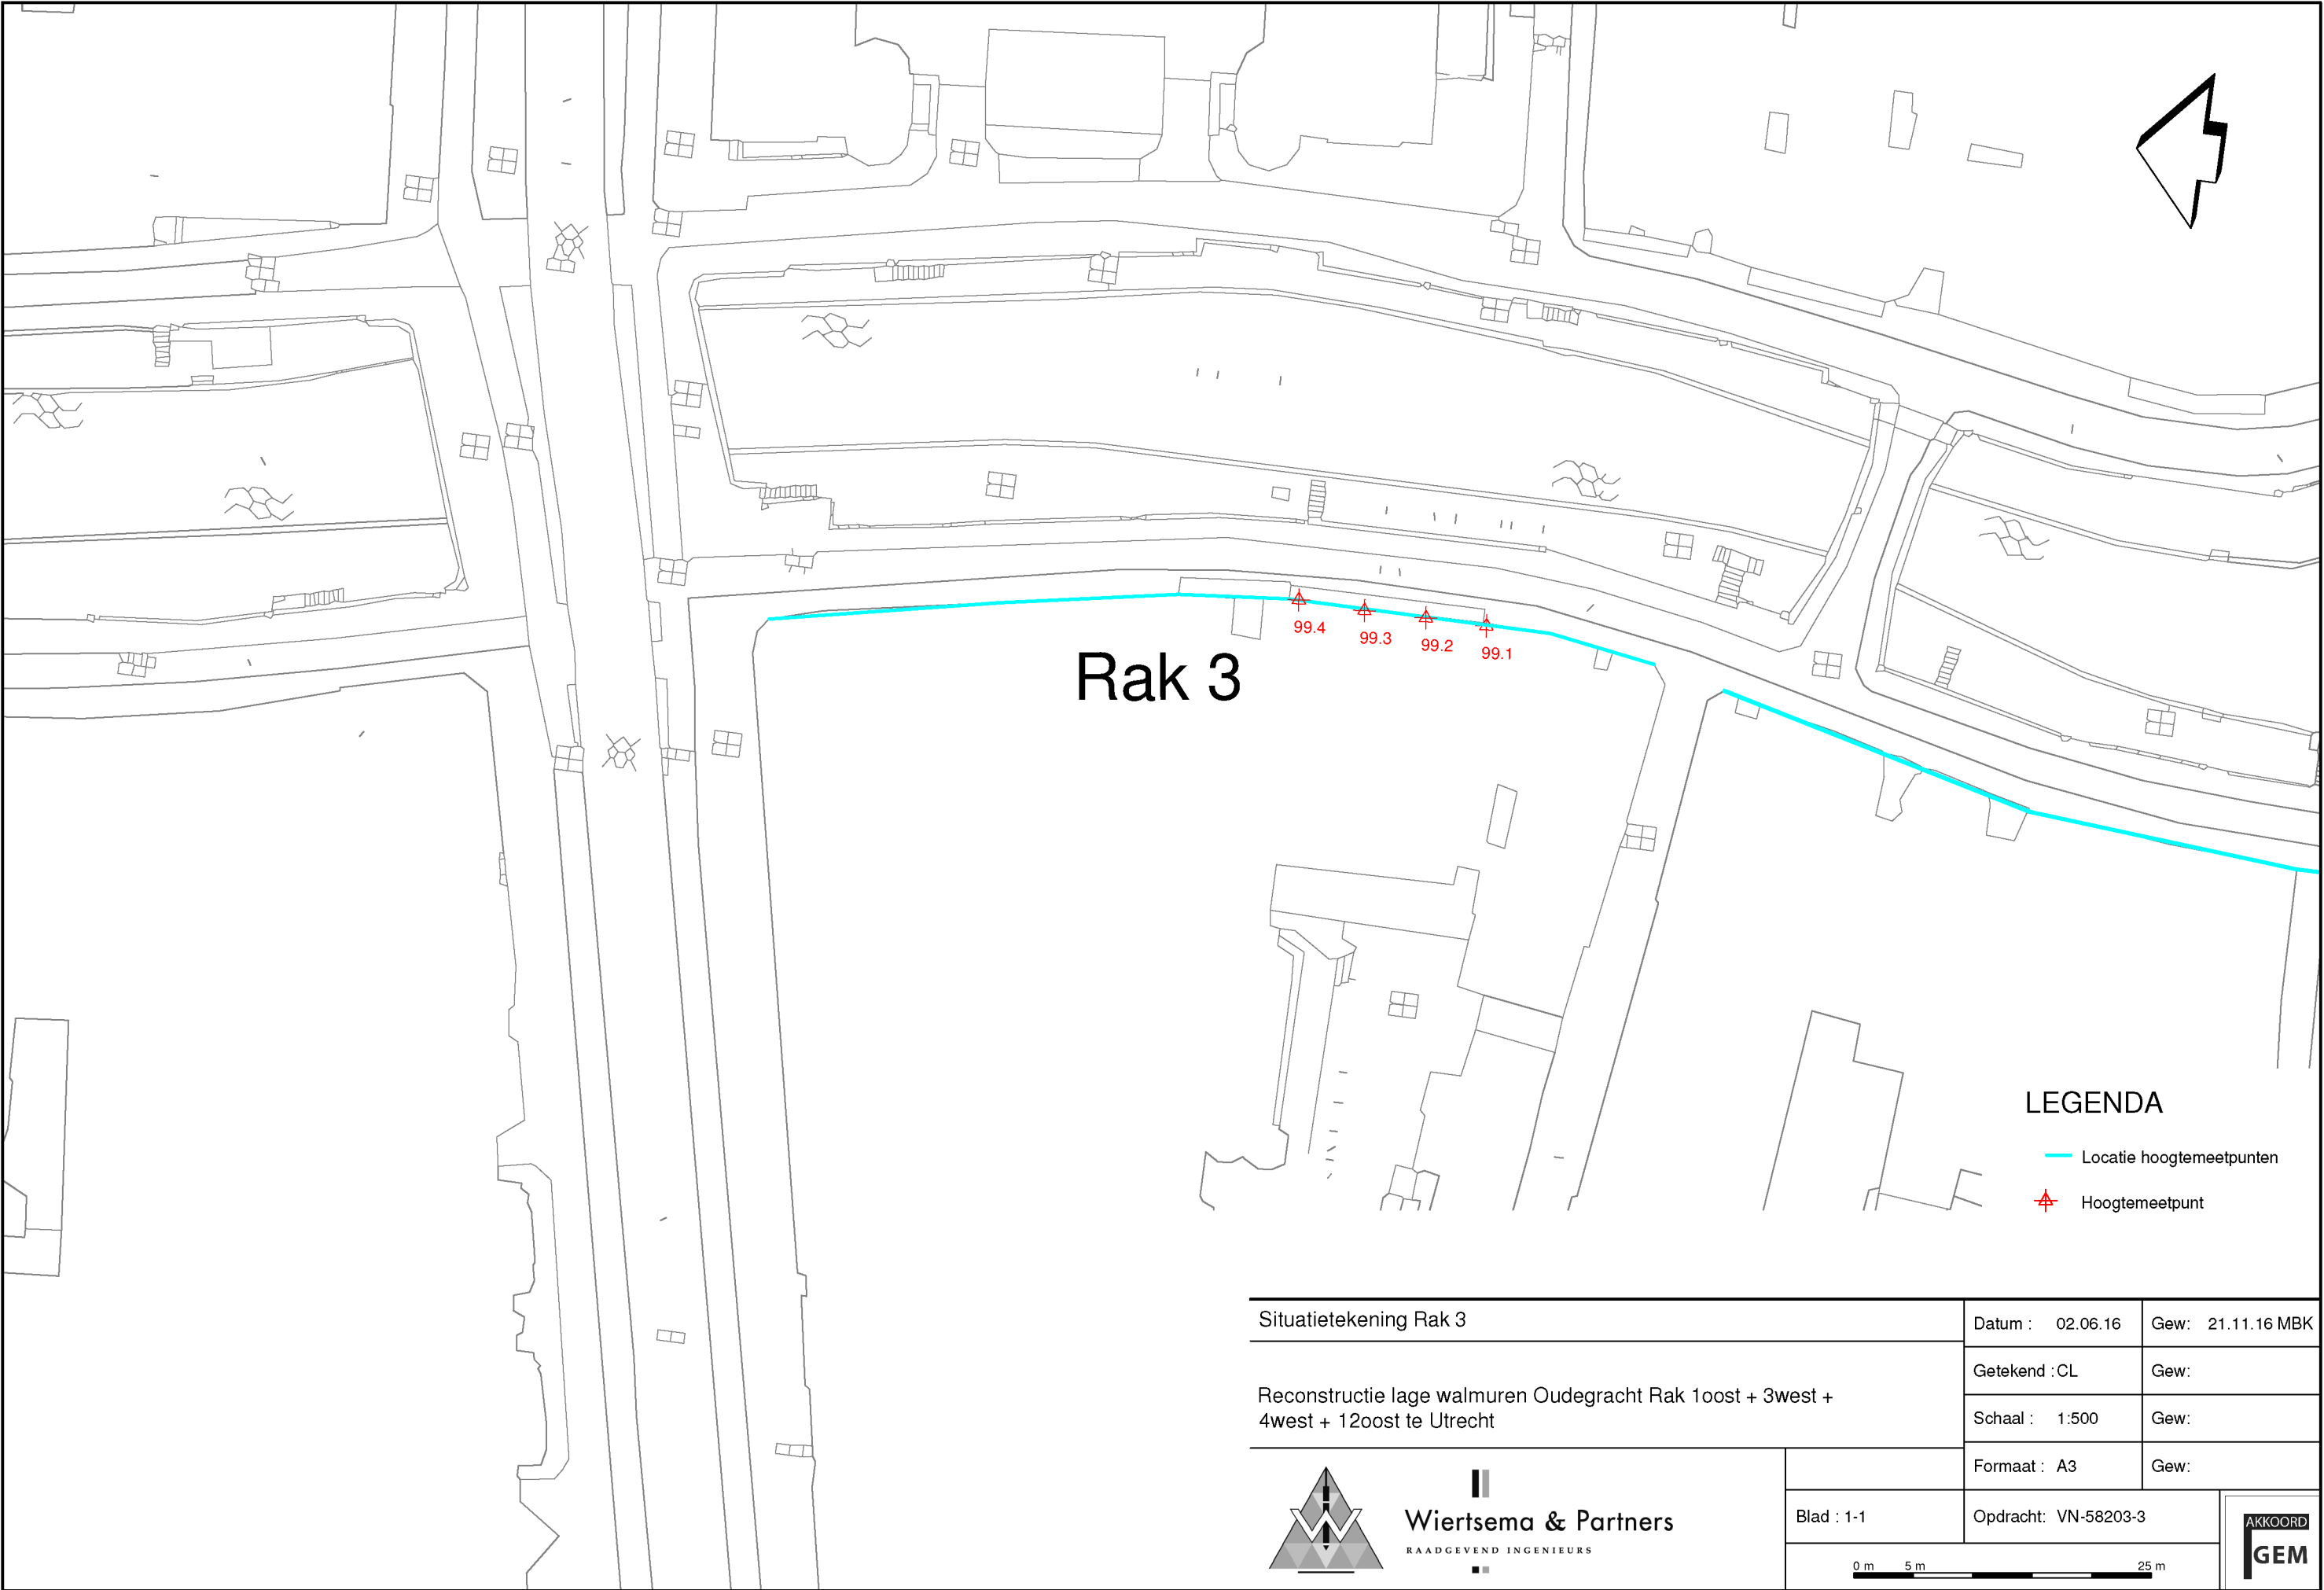 99.4
99.3
99.2
99.1
Rak 3
LEGENDA
Locatie hoogtemeetpunten
Hoogtemeetpunt
Situatietekening Rak 3
Datum : 02.06.16
Gew: 21.11.16 MBK
Reconstructie lage walmuren Oudegracht Rak 1oost + 3west +
4west + 12oost te Utrecht
Getekend : CL
Gew:
Schaal : 1:500
Gew:
Formaat : A3
Gew:
Wiertsema & Partners
RAADGEVEND INGENIEURS
Blad : 1-1
Opdracht: VN-58203-3
0 m 5 m 25 m
AKKOORD
GEM